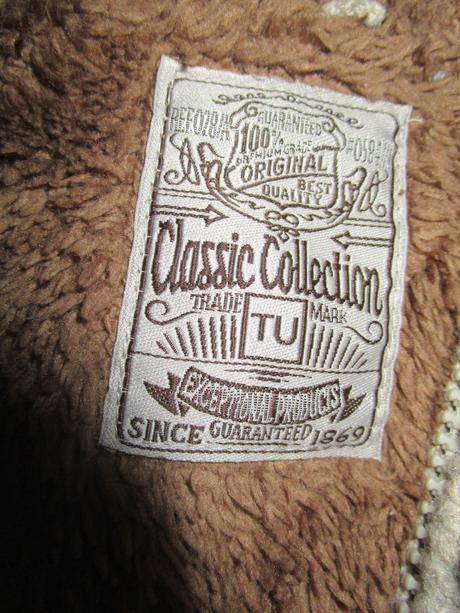 GUARANTEED
100%
PREMIUM GRADE
ORIGINAL
BEST
QUALITY
Classic Collection
TRADE TU MARK
EXCEPTIONAL PRODUCTS
SINCE GUARANTEED 1869